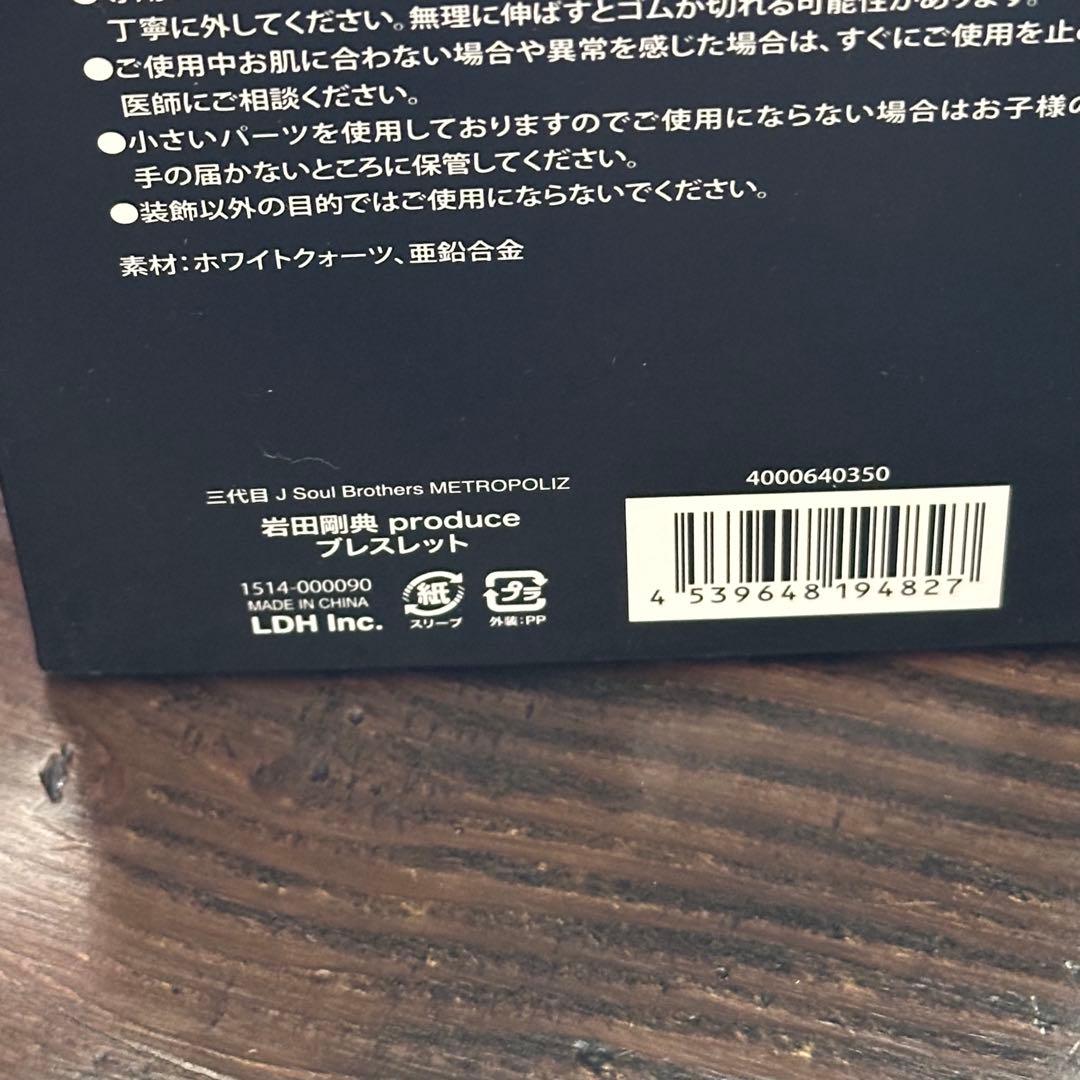 丁寧に外してください。無理に伸ばすとゴムが切れる可能性があります。
●ご使用中お肌に合わない場合や異常を感じた場合は、すぐにご使用を止め
医師にご相談ください。
●小さいパーツを使用しておりますのでご使用にならない場合はお子様の
手の届かないところに保管してください。
●装飾以外の目的ではご使用にならないでください。
素材：ホワイトクォーツ、亜鉛合金
三代目 J Soul Brothers METROPOLIZ
岩田剛典 produce
ブレスレット
1514-000090
MADE IN CHINA
LDH Inc.
紙
スリーブ
プラ
外装：PP
4000640350
4 539648 194827